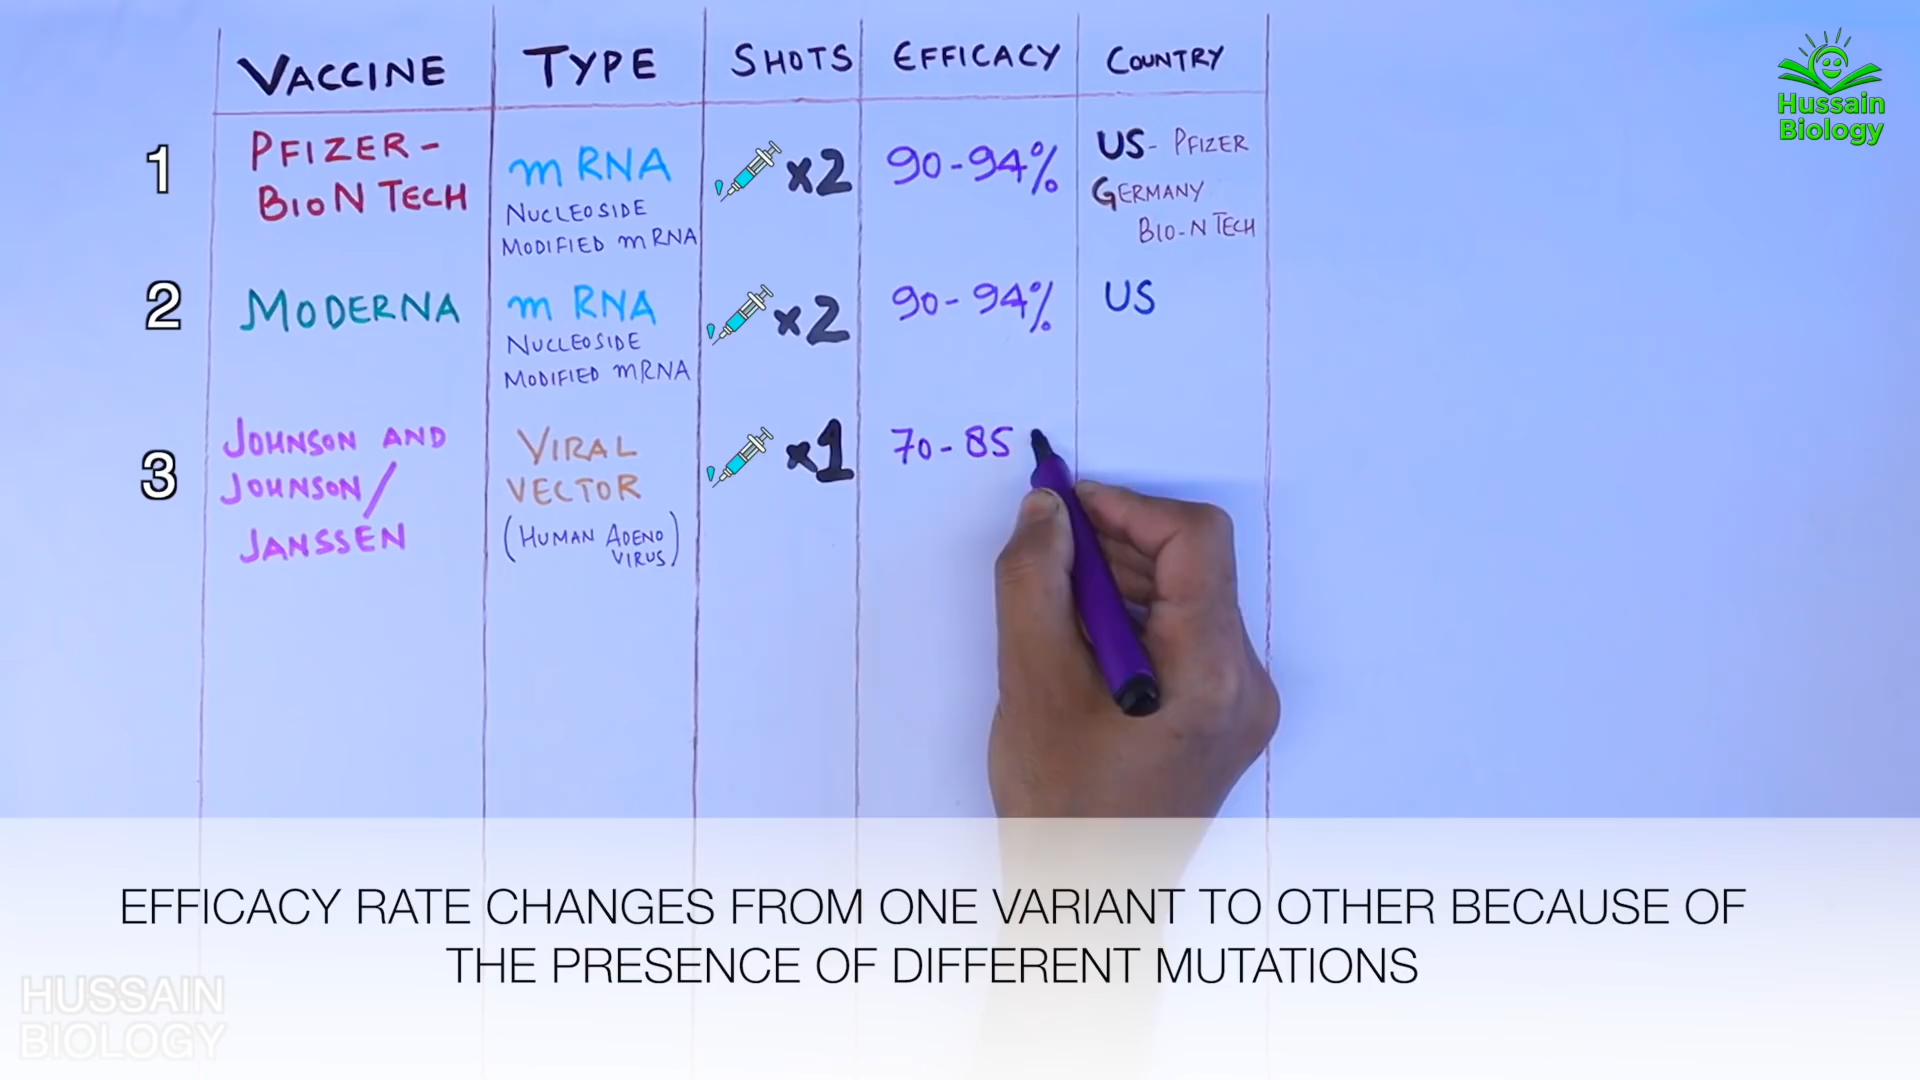 VACCINE TYPE SHOTS EFFICACY COUNTRY
1 PFIZER- mRNA x2 90-94% US- PFIZER
BIONTECH NUCLEOSIDE GERMANY
MODIFIED mRNA BIO-NTECH
2 MODERNA mRNA x2 90-94% US
NUCLEOSIDE
MODIFIED mRNA
3 JOHNSON AND VIRAL x1 70-85
JOHNSON/ VECTOR
JANSSEN (HUMAN ADENO
VIRUS)
Hussain
Biology
EFFICACY RATE CHANGES FROM ONE VARIANT TO OTHER BECAUSE OF
THE PRESENCE OF DIFFERENT MUTATIONS
HUSSAIN
BIOLOGY